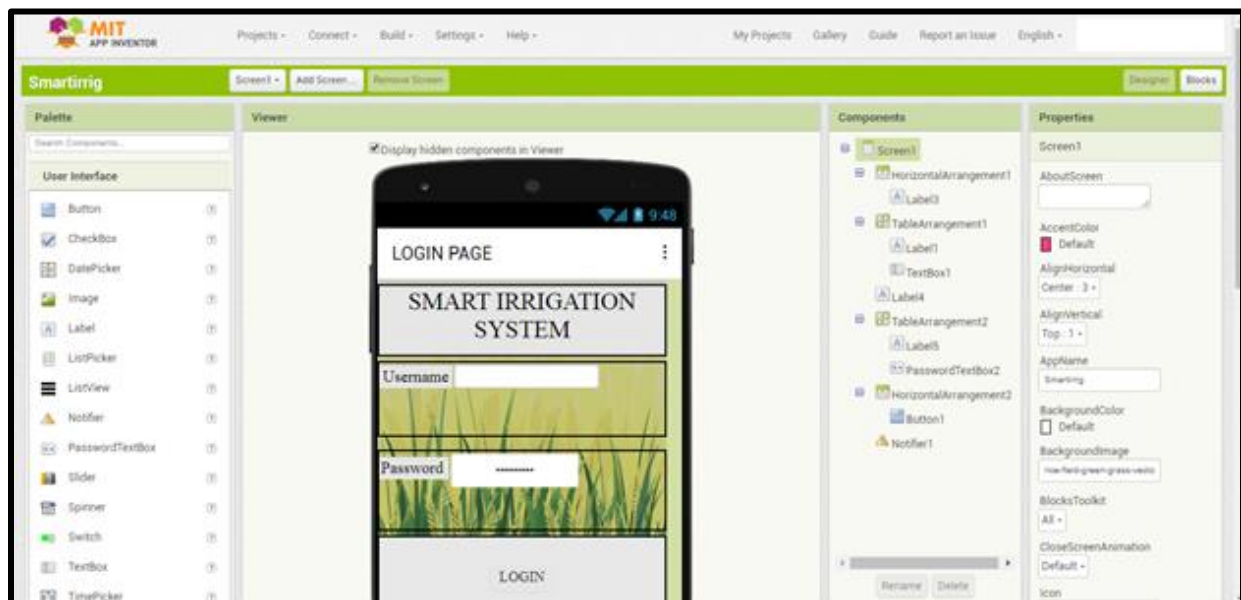 MIT
APP INVENTOR
Projects Connect Build Settings Help My Projects Gallery Guide Report an Issue English
Smartirrig
Screen1 Add Screen... Remove Screen Designer Blocks
Palette
Search Components...
User Interface
Button
CheckBox
DatePicker
Image
Label
ListPicker
ListView
Notifier
PasswordTextBox
Slider
Spinner
Switch
TextBox
TimePicker
Viewer
Display hidden components in Viewer
9:48
LOGIN PAGE
SMART IRRIGATION
SYSTEM
Username
Password
LOGIN
Components
Screen1
HorizontalArrangement1
Label3
TableArrangement1
Label1
TextBox1
Label4
TableArrangement2
Label5
PasswordTextBox2
HorizontalArrangement2
Button1
Notifier1
Rename Delete
Properties
Screen1
AboutScreen
AccentColor
Default
AlignHorizontal
Center : 3
AlignVertical
Top : 1
AppName
Smartirrig
BackgroundColor
Default
BackgroundImage
BlocksToolkit
All
CloseScreenAnimation
Default
Icon